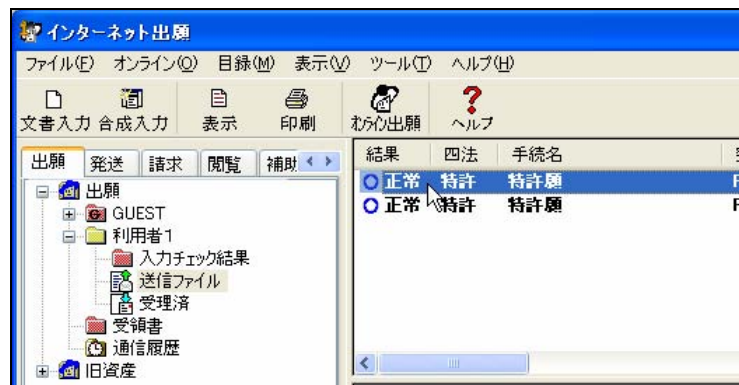 インターネット出願
ファイル(F) オンライン(O) 目録(M) 表示(V) ツール(T) ヘルプ(H)
文書入力 合成入力 表示 印刷 オンライン出願 ヘルプ
出願 発送 請求 閲覧 補助
結果 四法 手続名
出願
GUEST
利用者1
入力チェック結果
送信ファイル
受理済
受領書
通信履歴
旧資産
正常 特許 特許願
正常 特許 特許願